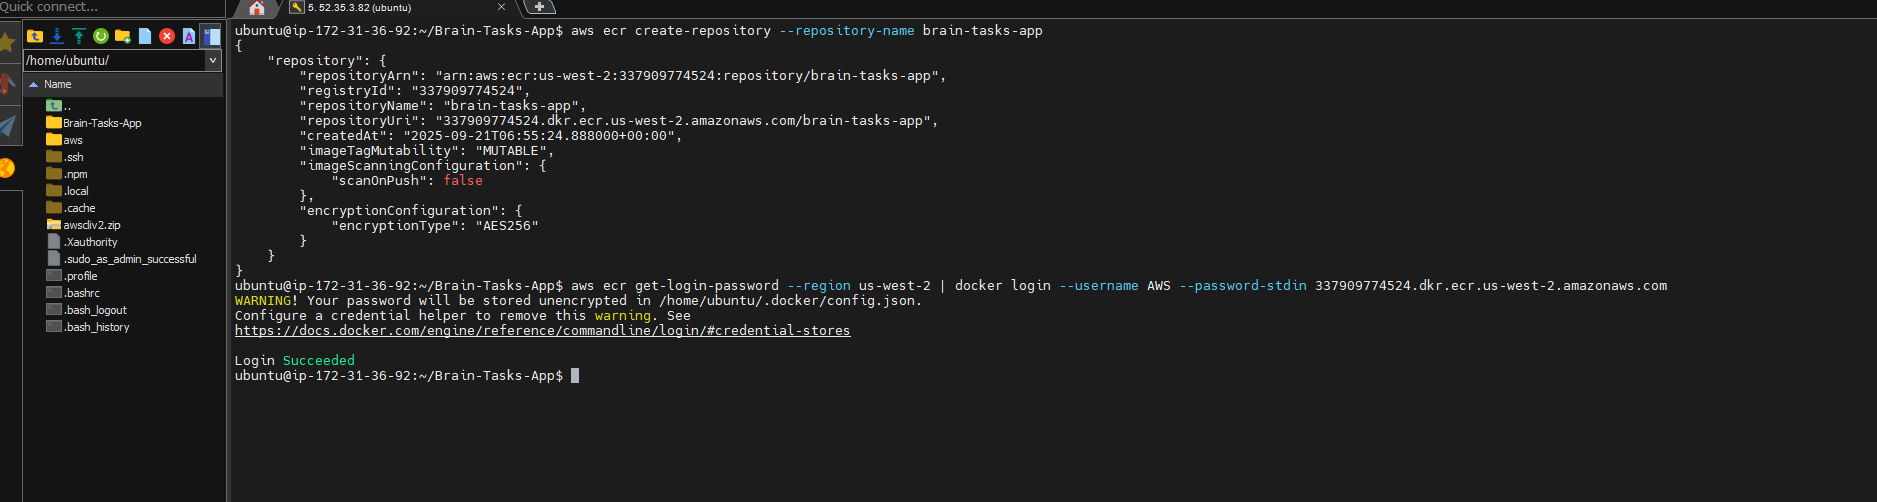 Quick connect...
5. 52.35.3.82 (ubuntu)
/home/ubuntu/
Name
..
Brain-Tasks-App
aws
.ssh
.npm
.local
.cache
awscliv2.zip
.Xauthority
.sudo_as_admin_successful
.profile
.bashrc
.bash_logout
.bash_history
ubuntu@ip-172-31-36-92:~/Brain-Tasks-App$ aws ecr create-repository --repository-name brain-tasks-app
{
    "repository": {
        "repositoryArn": "arn:aws:ecr:us-west-2:337909774524:repository/brain-tasks-app",
        "registryId": "337909774524",
        "repositoryName": "brain-tasks-app",
        "repositoryUri": "337909774524.dkr.ecr.us-west-2.amazonaws.com/brain-tasks-app",
        "createdAt": "2025-09-21T06:55:24.888000+00:00",
        "imageTagMutability": "MUTABLE",
        "imageScanningConfiguration": {
            "scanOnPush": false
        },
        "encryptionConfiguration": {
            "encryptionType": "AES256"
        }
    }
}
ubuntu@ip-172-31-36-92:~/Brain-Tasks-App$ aws ecr get-login-password --region us-west-2 | docker login --username AWS --password-stdin 337909774524.dkr.ecr.us-west-2.amazonaws.com
WARNING! Your password will be stored unencrypted in /home/ubuntu/.docker/config.json.
Configure a credential helper to remove this warning. See
https://docs.docker.com/engine/reference/commandline/login/#credential-stores
Login Succeeded
ubuntu@ip-172-31-36-92:~/Brain-Tasks-App$